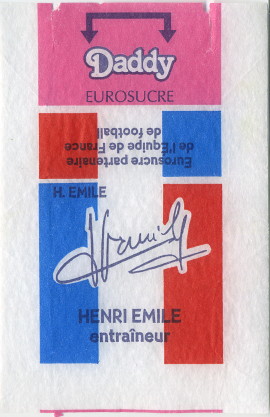 Daddy
EUROSUCRE
Eurosucre partenaire
de l'Équipe de France
de football
H. EMILE
HENRI EMILE
entraîneur